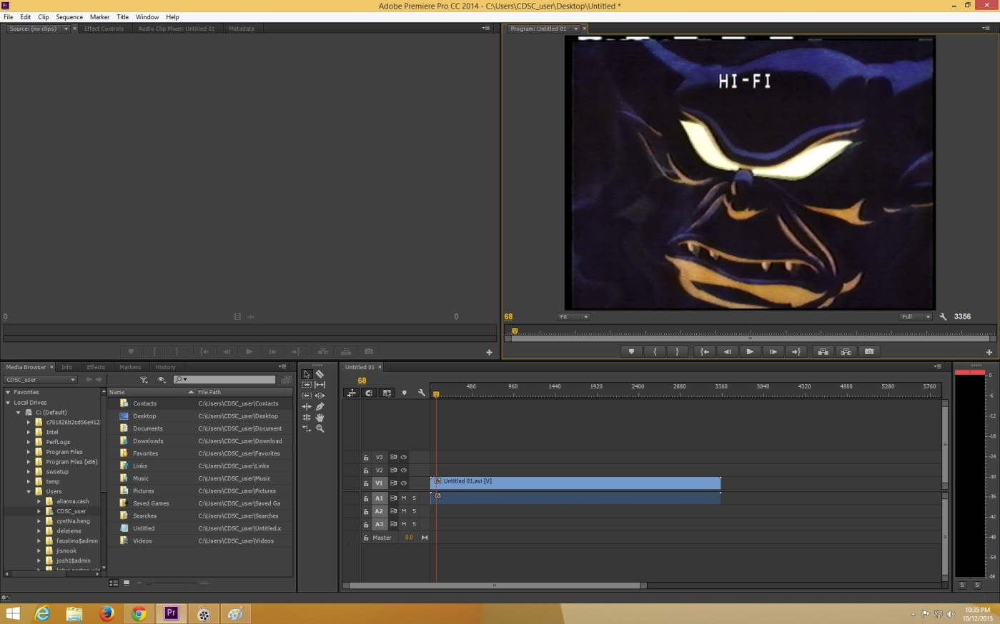 Adobe Premiere Pro CC 2014 - C:\Users\CDSC_user\Desktop\Untitled *
File Edit Clip Sequence Marker Title Window Help
Source: (no clips) Effect Controls Audio Clip Mixer: Untitled 01 Metadata
Program: Untitled 01
HI-FI
0 0
68 Fit Full 3356
Media Browser Info Effects Markers History
CDSC_user
Favorites
Local Drives
C: (Default)
c701826b2cd56e412
Intel
PerfLogs
Program Files
Program Files (x86)
swsetup
temp
Users
alianna.cash
CDSC_user
cynthia.heng
deleteme
faustino$admin
jisnook
josh1$admin
Name File Path
Contacts C:\Users\CDSC_user\Contacts
Desktop C:\Users\CDSC_user\Desktop
Documents C:\Users\CDSC_user\Document
Downloads C:\Users\CDSC_user\Download
Favorites C:\Users\CDSC_user\Favorites
Links C:\Users\CDSC_user\Links
Music C:\Users\CDSC_user\Music
Pictures C:\Users\CDSC_user\Pictures
Saved Games C:\Users\CDSC_user\Saved Ga
Searches C:\Users\CDSC_user\Searches
Untitled C:\Users\CDSC_user\Untitled.x
Videos C:\Users\CDSC_user\Videos
Untitled 01
68
480 960 1440 1920 2400 2880 3360 3840 4320 4800 5280 5760
V3
V2
V1 Untitled 01.avi [V]
A1 M S
A2 M S
A3 M S
Master 0.0
0
-6
-12
-18
-24
-30
-36
-42
-48
-54
dB
S S
Pr
10:35 PM
10/12/2015